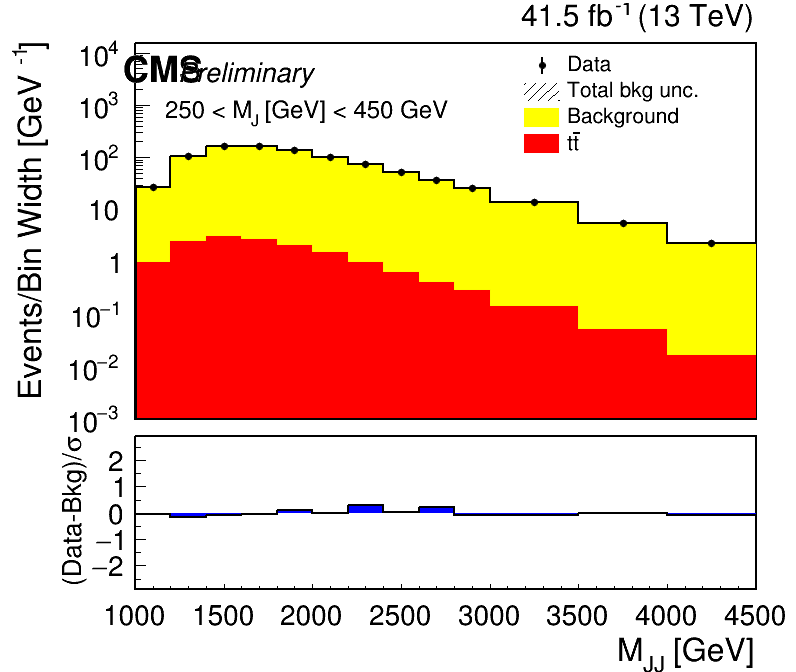 41.5 fb⁻¹ (13 TeV)
CMS Preliminary
250 < M_J [GeV] < 450 GeV
Data
Total bkg unc.
Background
tt̄
Events/Bin Width [GeV⁻¹]
10⁴
10³
10²
10
1
10⁻¹
10⁻²
10⁻³
(Data-Bkg)/σ
2
1
0
−1
−2
1000 1500 2000 2500 3000 3500 4000 4500
M_JJ [GeV]